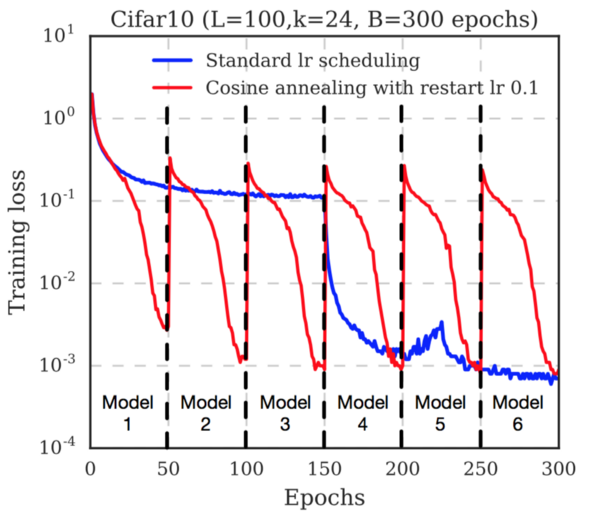 Cifar10 (L=100,k=24, B=300 epochs)
Standard lr scheduling
Cosine annealing with restart lr 0.1
Training loss
10^1
10^0
10^-1
10^-2
10^-3
10^-4
Model 1
Model 2
Model 3
Model 4
Model 5
Model 6
0 50 100 150 200 250 300
Epochs